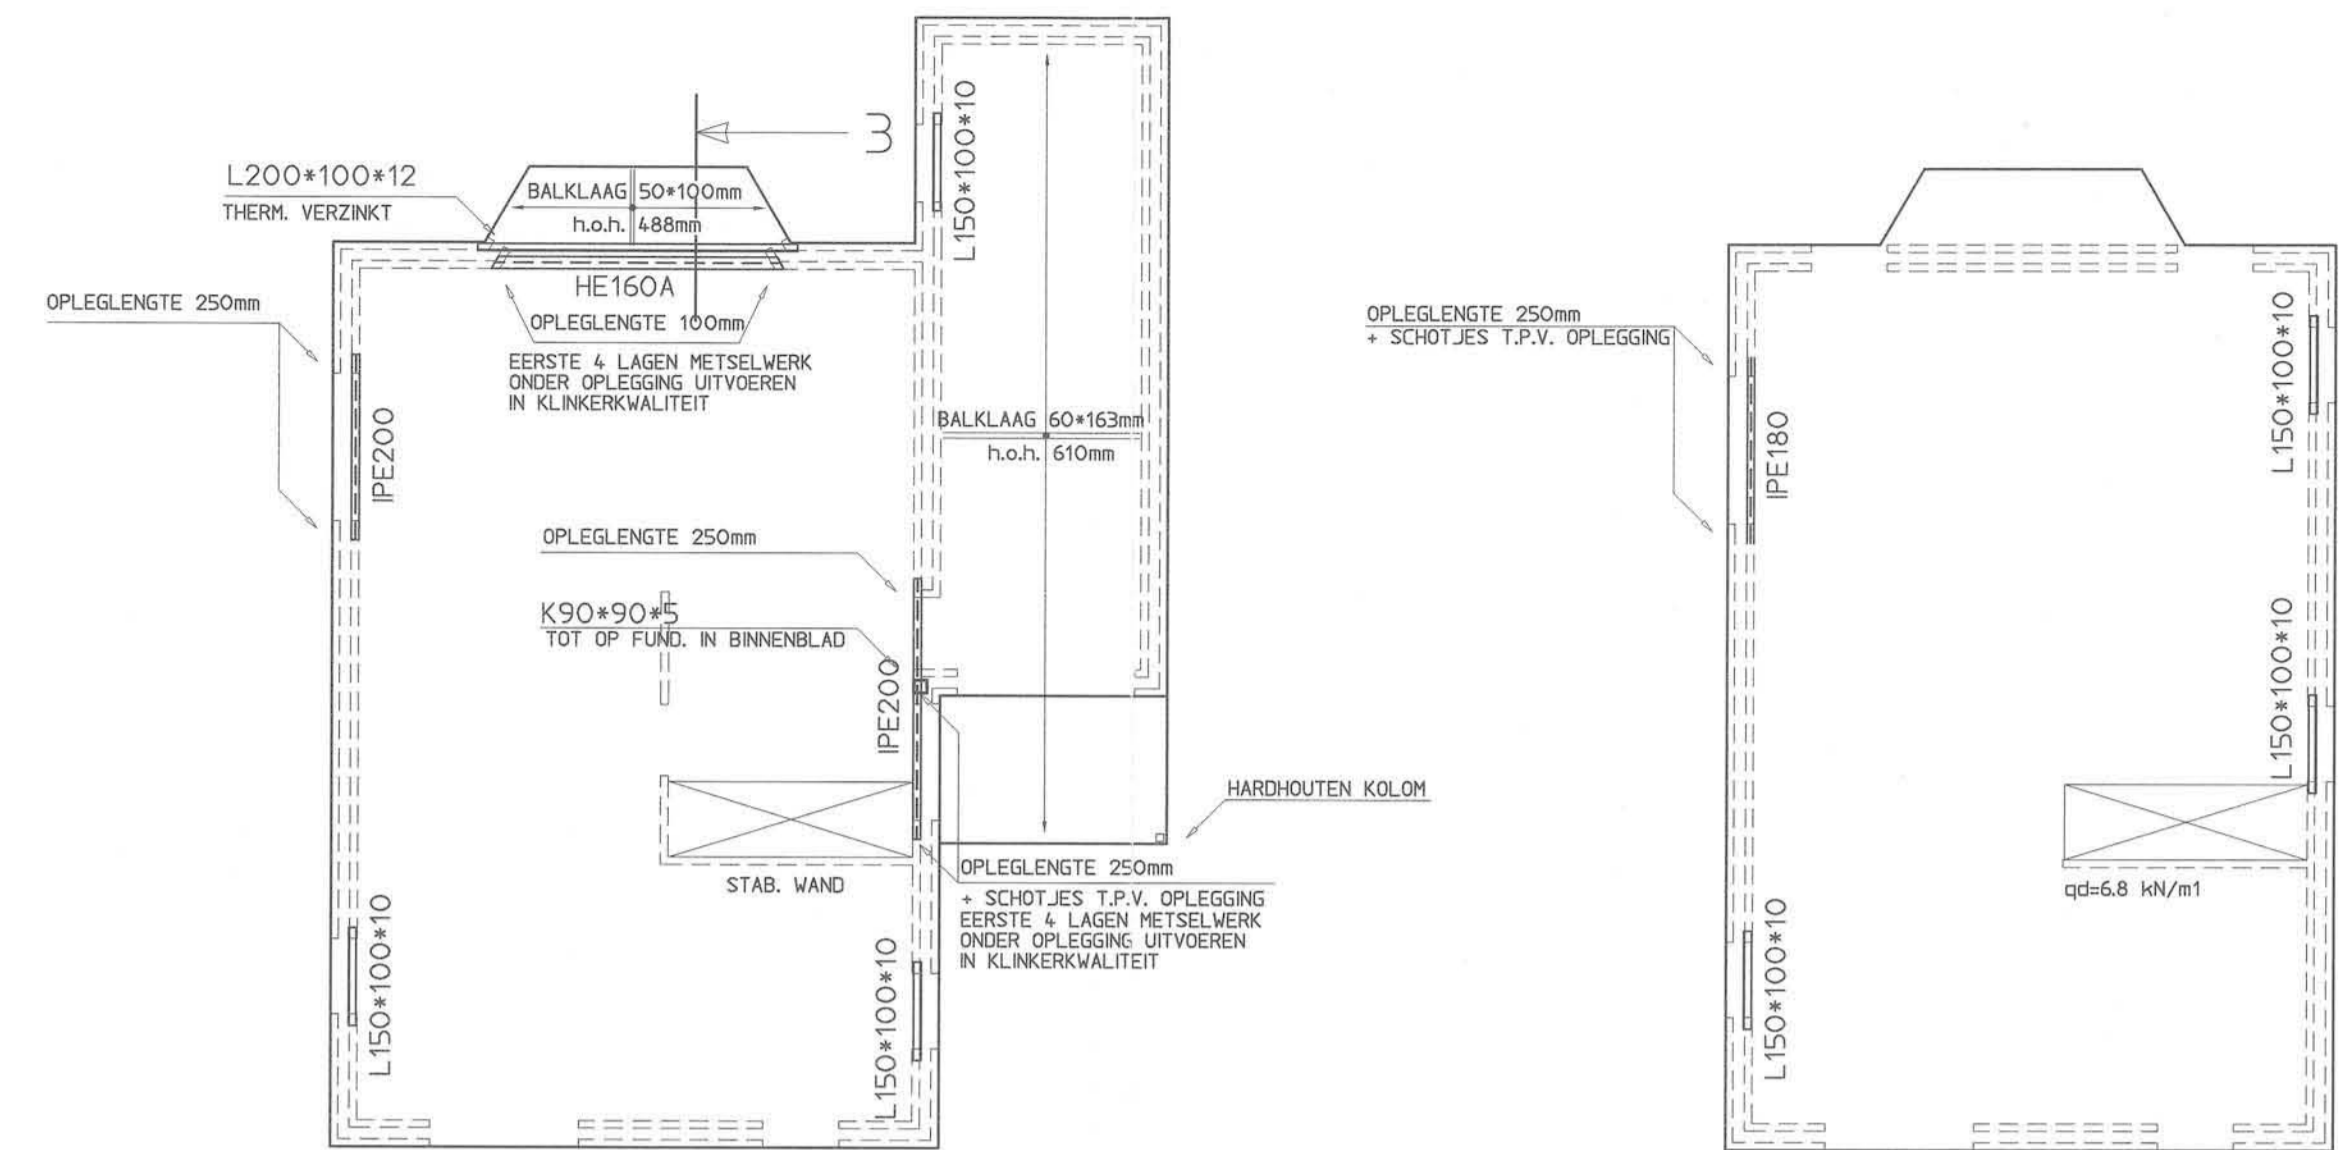 L200*100*12
THERM. VERZINKT
BALKLAAG 50*100mm
h.o.h. 488mm
3
L150*100*10
HE160A
OPLEGLENGTE 250mm
OPLEGLENGTE 100mm
EERSTE 4 LAGEN METSELWERK
ONDER OPLEGGING UITVOEREN
IN KLINKERKWALITEIT
IPE200
BALKLAAG 60*163mm
h.o.h. 610mm
OPLEGLENGTE 250mm
K90*90*5
TOT OP FUND. IN BINNENBLAD
IPE200
HARDHOUTEN KOLOM
STAB. WAND
OPLEGLENGTE 250mm
+ SCHOTJES T.P.V. OPLEGGING
EERSTE 4 LAGEN METSELWERK
ONDER OPLEGGING UITVOEREN
IN KLINKERKWALITEIT
L150*100*10
L150*100*10
OPLEGLENGTE 250mm
+ SCHOTJES T.P.V. OPLEGGING
IPE180
L150*100*10
L150*100*10
qd=6.8 kN/m1
L150*100*10